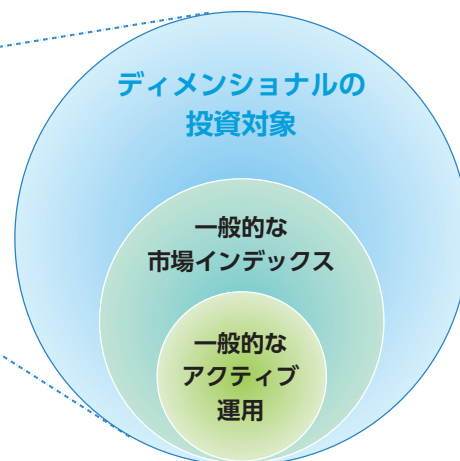 ディメンショナルの
投資対象
一般的な
市場インデックス
一般的な
アクティブ
運用